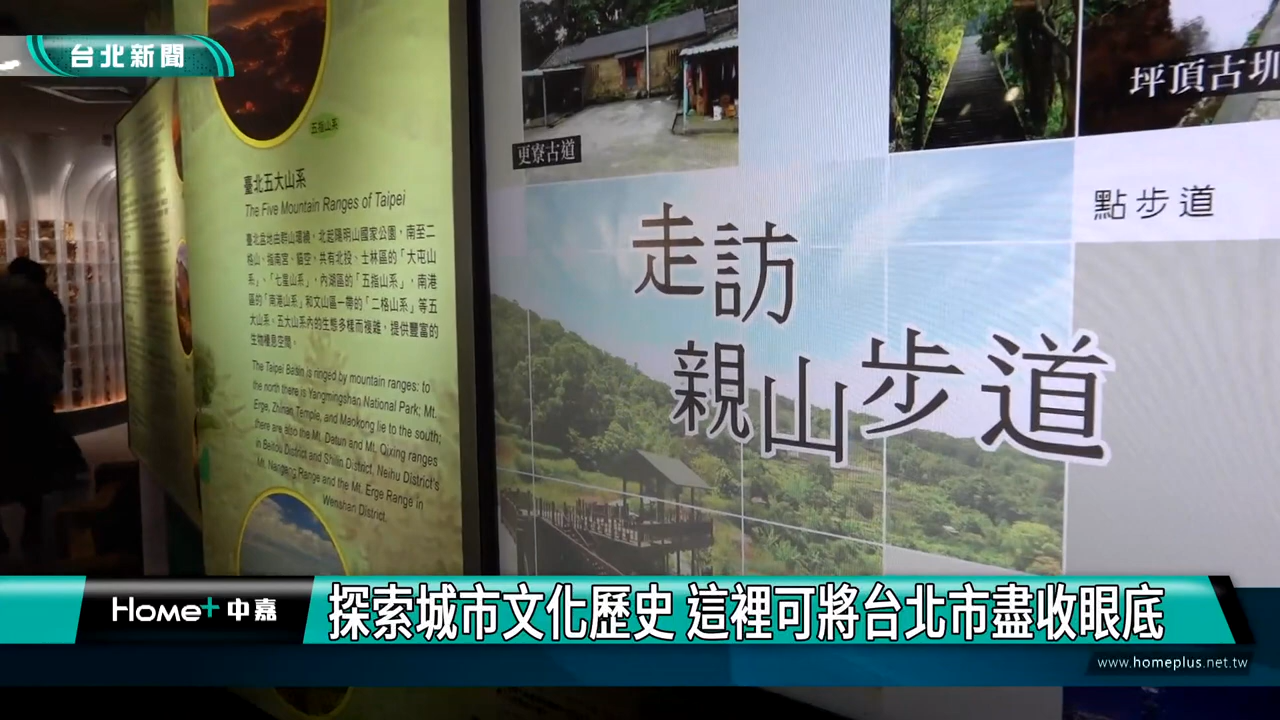 台北新聞
五指山系
臺北五大山系
The Five Mountain Ranges of Taipei
臺北盆地由群山環繞，北起陽明山國家公園，南至二
格山、指南宮、貓空，共有北投、士林區的「大屯山
系」、「七星山系」，內湖區的「五指山系」，南港
區的「南港山系」和文山區一帶的「二格山系」等五
大山系。五大山系內的生態多樣而複雜，提供豐富的
生物棲息空間。
The Taipei Basin is ringed by mountain ranges: to
the north there is Yangmingshan National Park; Mt.
Erge, Zhinan Temple, and Maokong lie to the south;
there are also the Mt. Datun and Mt. Qixing ranges
in Beitou District and Shilin District, Neihu District's
Mt. Nangang Range and the Mt. Erge Range in
Wenshan District.
更寮古道
坪頂古圳
點步道
走訪
親山步道
Home+中嘉
探索城市文化歷史 這裡可將台北市盡收眼底
www.homeplus.net.tw